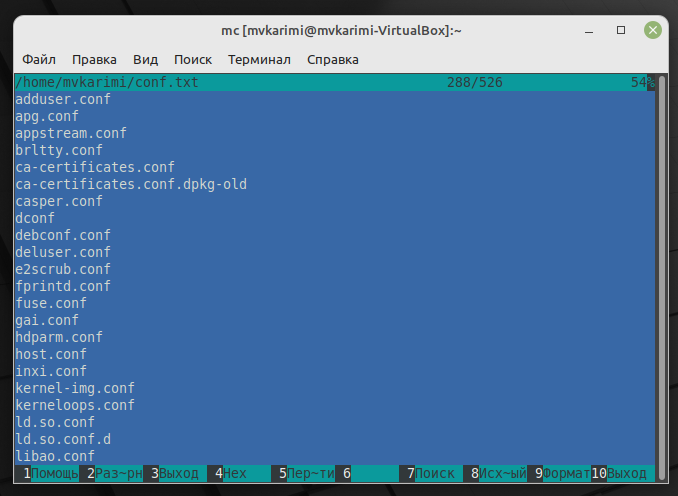 mc [mvkarimi@mvkarimi-VirtualBox]:~
Файл Правка Вид Поиск Терминал Справка
/home/mvkarimi/conf.txt 288/526 54%
adduser.conf
apg.conf
appstream.conf
brltty.conf
ca-certificates.conf
ca-certificates.conf.dpkg-old
casper.conf
dconf
debconf.conf
deluser.conf
e2scrub.conf
fprintd.conf
fuse.conf
gai.conf
hdparm.conf
host.conf
inxi.conf
kernel-img.conf
kerneloops.conf
ld.so.conf
ld.so.conf.d
libao.conf
1Помощь 2Раз~рн 3Выход 4Hex 5Пер~ти 6 7Поиск 8Исх~ый 9Формат 10Выход